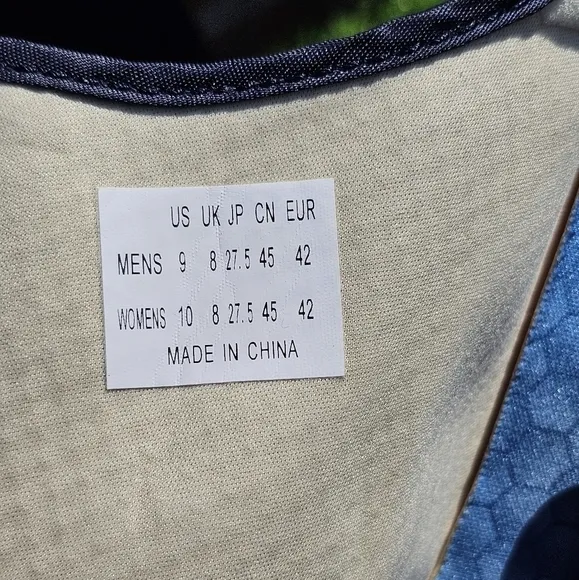 US UK JP CN EUR
MENS 9 8 27.5 45 42
WOMENS 10 8 27.5 45 42
MADE IN CHINA